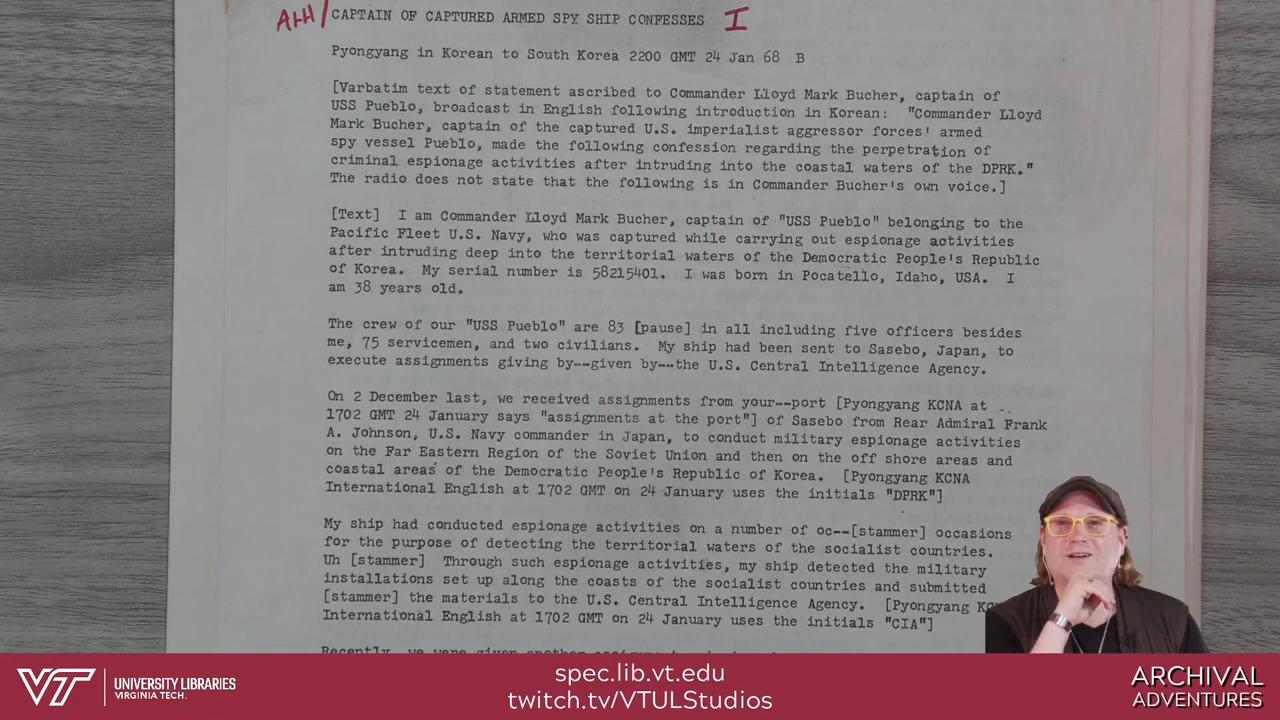 ALH/ CAPTAIN OF CAPTURED ARMED SPY SHIP CONFESSES I
Pyongyang in Korean to South Korea 2200 GMT 24 Jan 68 B
[Varbatim text of statement ascribed to Commander Lloyd Mark Bucher, captain of
USS Pueblo, broadcast in English following introduction in Korean: "Commander Lloyd
Mark Bucher, captain of the captured U.S. imperialist aggressor forces' armed
spy vessel Pueblo, made the following confession regarding the perpetration of
criminal espionage activities after intruding into the coastal waters of the DPRK."
The radio does not state that the following is in Commander Bucher's own voice.]
[Text] I am Commander Lloyd Mark Bucher, captain of "USS Pueblo" belonging to the
Pacific Fleet U.S. Navy, who was captured while carrying out espionage activities
after intruding deep into the territorial waters of the Democratic People's Republic
of Korea. My serial number is 58215401. I was born in Pocatello, Idaho, USA. I
am 38 years old.
The crew of our "USS Pueblo" are 83 [pause] in all including five officers besides
me, 75 servicemen, and two civilians. My ship had been sent to Sasebo, Japan, to
execute assignments giving by--given by--the U.S. Central Intelligence Agency.
On 2 December last, we received assignments from your--port [Pyongyang KCNA at
1702 GMT 24 January says "assignments at the port"] of Sasebo from Rear Admiral Frank
A. Johnson, U.S. Navy commander in Japan, to conduct military espionage activities
on the Far Eastern Region of the Soviet Union and then on the off shore areas and
coastal areas of the Democratic People's Republic of Korea. [Pyongyang KCNA
International English at 1702 GMT on 24 January uses the initials "DPRK"]
My ship had conducted espionage activities on a number of oc--[stammer] occasions
for the purpose of detecting the territorial waters of the socialist countries.
Uh [stammer] Through such espionage activities, my ship detected the military
installations set up along the coasts of the socialist countries and submitted
[stammer] the materials to the U.S. Central Intelligence Agency. [Pyongyang
International English at 1702 GMT on 24 January uses the initials "CIA"]
Recently, we were given another
VT UNIVERSITY LIBRARIES
VIRGINIA TECH.
spec.lib.vt.edu
twitch.tv/VTULStudios
ARCHIVAL
ADVENTURES